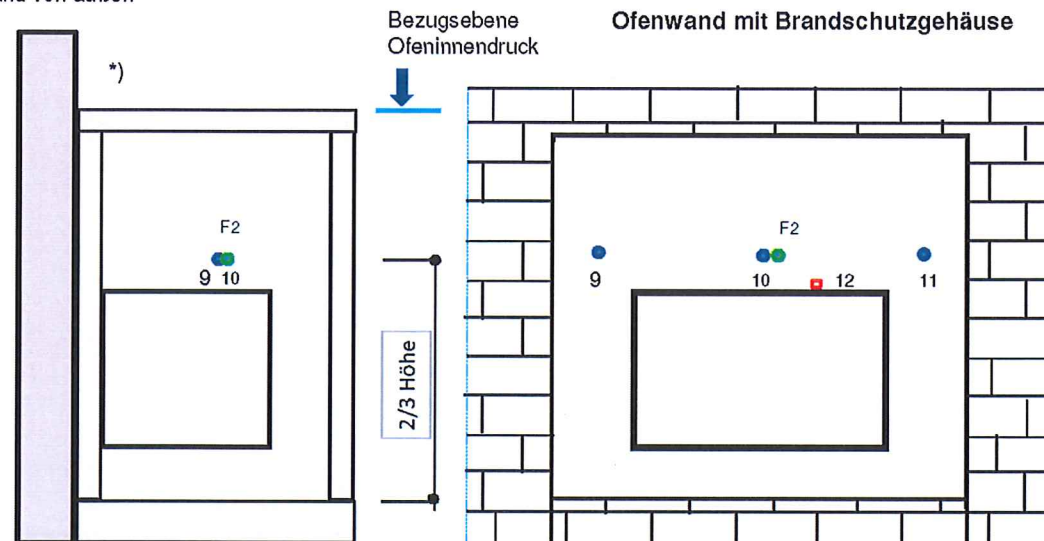 Bezugsebene
Ofeninnendruck
Ofenwand mit Brandschutzgehäuse
*)
F2
9 10
2/3 Höhe
F2
9
10
12
11